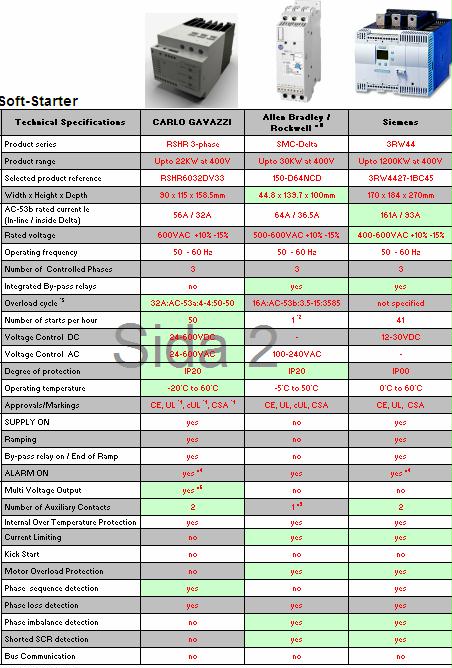 Soft-Starter
Technical Specifications CARLO GAVAZZI Allen Bradley / Rockwell *8 Siemens
Product series RSHR 3-phase SMC-Delta 3RW44
Product range Upto 22KW at 400V Upto 30KW at 400V Upto 1200KW at 400V
Selected product reference RSHR6032DV33 150-D64NCD 3RW4427-1BC45
Width x Height x Depth 90 x 115 x 158.5mm 44.8 x 139.7 x 100mm 170 x 184 x 270mm
AC-53b rated current Ie
(In-line / inside Delta) 56A / 32A 64A / 36.5A 161A / 93A
Rated voltage 600VAC +10% -15% 500-600VAC +10% -15% 400-600VAC +10% -15%
Operating frequency 50 - 60 Hz 50 - 60 Hz 50 - 60 Hz
Number of Controlled Phases 3 3 3
Integrated By-pass relays no yes yes
Overload cycle *5 32A:AC-53a:4-4:50-50 16A:AC-53b:3.5-15:3585 not specified
Number of starts per hour 50 1 *2 41
Voltage Control DC 24-600VDC - 12-30VDC
Voltage Control AC 24-600VAC 100-240VAC -
Sida 2
Degree of protection IP20 IP20 IP00
Operating temperature -20°C to 60°C -5°C to 50°C 0°C to 60°C
Approvals/Markings CE, UL *1, cUL *1, CSA *1 CE, UL, cUL, CSA CE, UL, CSA
SUPPLY ON yes no yes
Ramping yes no yes
By-pass relay on / End of Ramp yes no yes
ALARM ON yes *4 yes yes *4
Multi Voltage Output yes *6 no no
Number of Auxiliary Contacts 2 1 *3 2
Internal Over Temperature Protection yes yes yes
Current Limiting no yes yes
Kick Start no no no
Motor Overload Protection no yes yes
Phase sequence detection yes no no
Phase loss detection yes yes yes
Phase imbalance detection no yes yes
Shorted SCR detection no yes yes
Bus Communication no no no